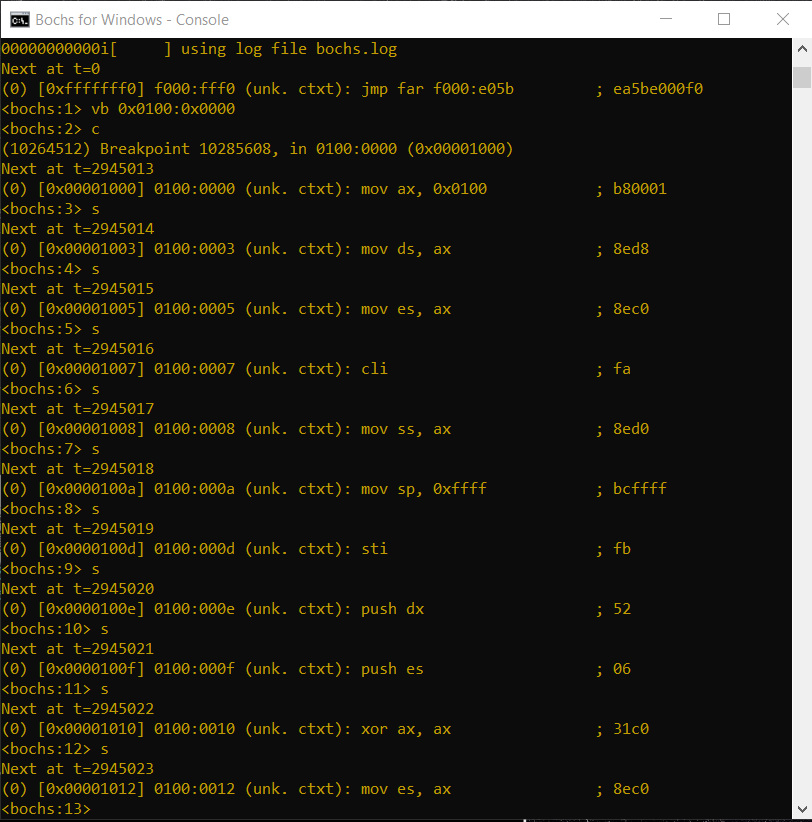 Bochs for Windows - Console
00000000000i[     ] using log file bochs.log
Next at t=0
(0) [0xfffffff0] f000:fff0 (unk. ctxt): jmp far f000:e05b         ; ea5be000f0
<bochs:1> vb 0x0100:0x0000
<bochs:2> c
(10264512) Breakpoint 10285608, in 0100:0000 (0x00001000)
Next at t=2945013
(0) [0x00001000] 0100:0000 (unk. ctxt): mov ax, 0x0100            ; b80001
<bochs:3> s
Next at t=2945014
(0) [0x00001003] 0100:0003 (unk. ctxt): mov ds, ax                ; 8ed8
<bochs:4> s
Next at t=2945015
(0) [0x00001005] 0100:0005 (unk. ctxt): mov es, ax                ; 8ec0
<bochs:5> s
Next at t=2945016
(0) [0x00001007] 0100:0007 (unk. ctxt): cli                       ; fa
<bochs:6> s
Next at t=2945017
(0) [0x00001008] 0100:0008 (unk. ctxt): mov ss, ax                ; 8ed0
<bochs:7> s
Next at t=2945018
(0) [0x0000100a] 0100:000a (unk. ctxt): mov sp, 0xffff            ; bcffff
<bochs:8> s
Next at t=2945019
(0) [0x0000100d] 0100:000d (unk. ctxt): sti                       ; fb
<bochs:9> s
Next at t=2945020
(0) [0x0000100e] 0100:000e (unk. ctxt): push dx                   ; 52
<bochs:10> s
Next at t=2945021
(0) [0x0000100f] 0100:000f (unk. ctxt): push es                   ; 06
<bochs:11> s
Next at t=2945022
(0) [0x00001010] 0100:0010 (unk. ctxt): xor ax, ax                ; 31c0
<bochs:12> s
Next at t=2945023
(0) [0x00001012] 0100:0012 (unk. ctxt): mov es, ax                ; 8ec0
<bochs:13>